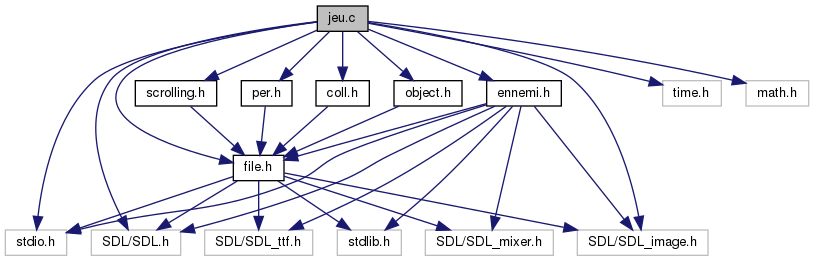 jeu.c
scrolling.h
per.h
coll.h
object.h
ennemi.h
time.h
math.h
file.h
stdio.h
SDL/SDL.h
SDL/SDL_ttf.h
stdlib.h
SDL/SDL_mixer.h
SDL/SDL_image.h